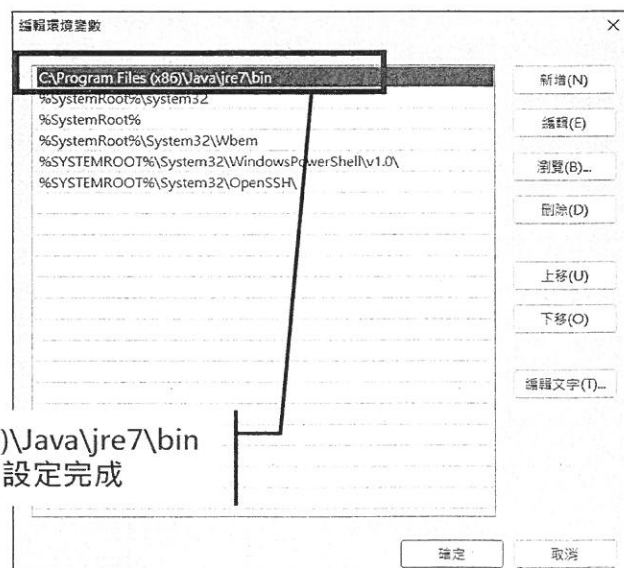 編輯環境變數
C:\Program Files (x86)\Java\jre7\bin
%SystemRoot%\system32
%SystemRoot%
%SystemRoot%\System32\Wbem
%SYSTEMROOT%\System32\WindowsPowerShell\v1.0\
%SYSTEMROOT%\System32\OpenSSH\
新增(N)
編輯(E)
瀏覽(B)...
刪除(D)
上移(U)
下移(O)
編輯文字(T)...
)\Java\jre7\bin
設定完成
確定
取消